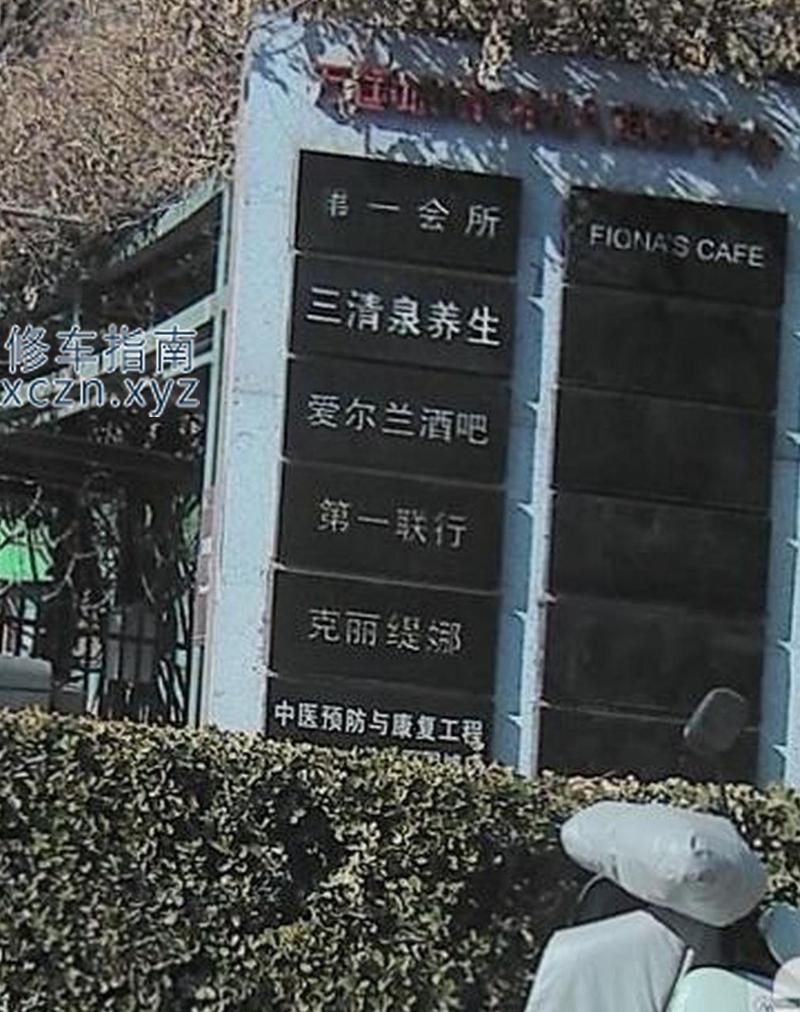 一会所
三清泉养生
爱尔兰酒吧
第一联行
克丽缇娜
中医预防与康复工程
FIONA'S CAFE
修车指南
xczn.xyz